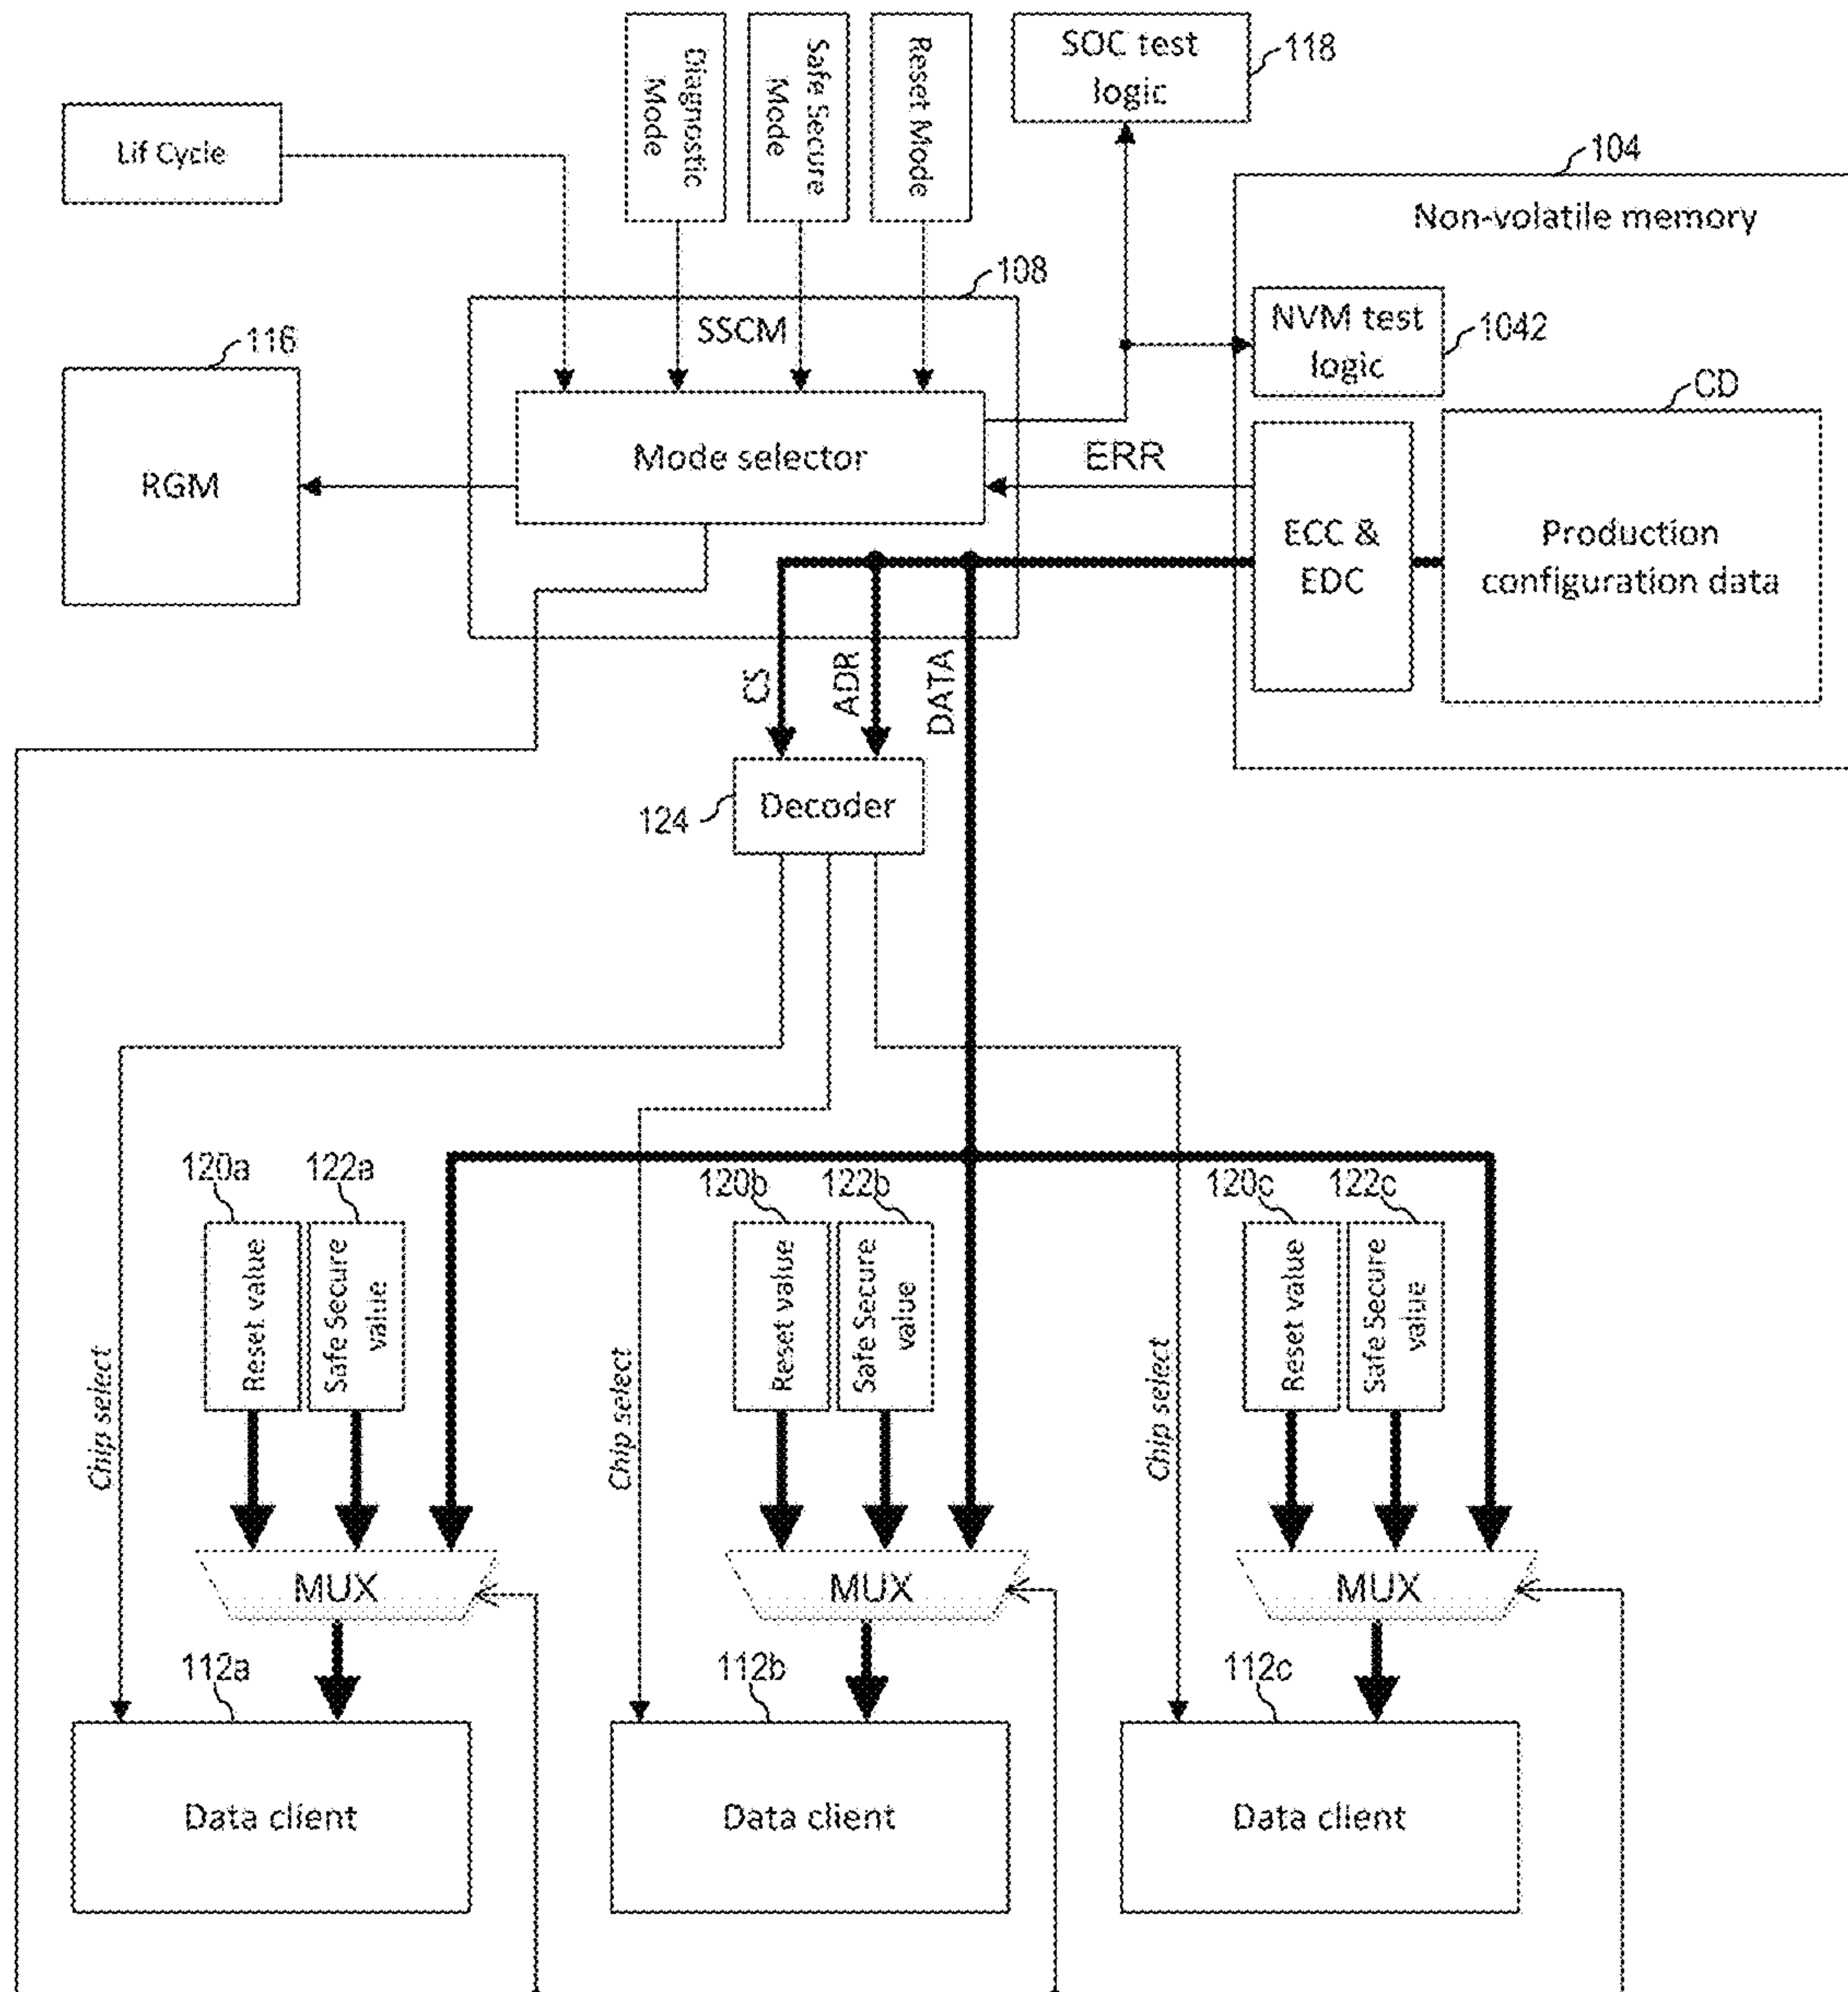 Diagnostic
Mode
Safe Secure
Mode
Reset Mode
SOC test
logic
118
Lif Cycle
104
Non-volatile memory
108
SSCM
NVM test
logic
1042
116
RGM
Mode selector
ERR
CD
ECC &
EDC
Production
configuration data
CS
ADR
DATA
124
Decoder
120a
122a
120b
122b
120c
122c
Chip select
Reset value
Safe Secure
value
Chip select
Reset value
Safe Secure
value
Chip select
Reset value
Safe Secure
value
MUX
MUX
MUX
112a
112b
112c
Data client
Data client
Data client